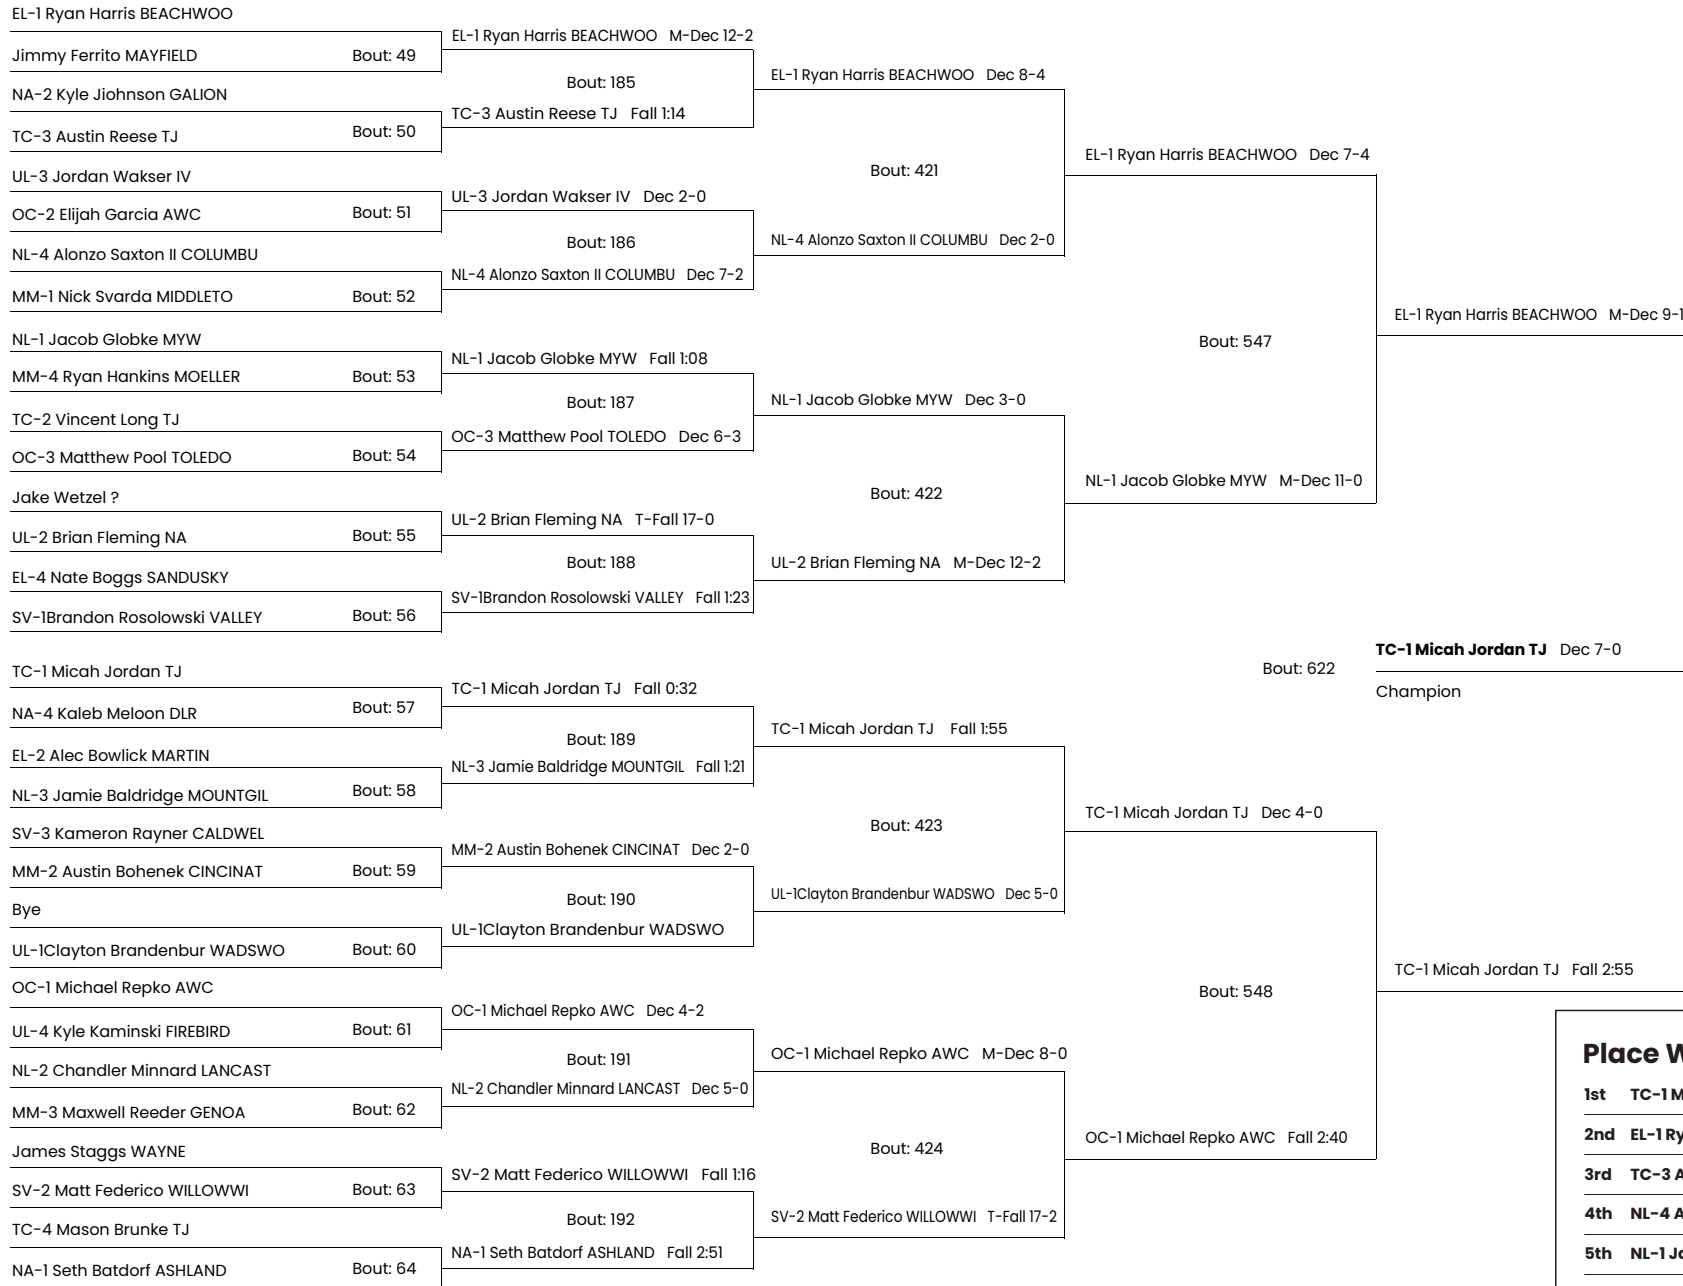 EL-1 Ryan Harris BEACHWOO
Jimmy Ferrito MAYFIELD
Bout: 49
NA-2 Kyle Jiohnson GALION
TC-3 Austin Reese TJ
Bout: 50
UL-3 Jordan Wakser IV
OC-2 Elijah Garcia AWC
Bout: 51
NL-4 Alonzo Saxton II COLUMBU
MM-1 Nick Svarda MIDDLETO
Bout: 52
NL-1 Jacob Globke MYW
MM-4 Ryan Hankins MOELLER
Bout: 53
TC-2 Vincent Long TJ
OC-3 Matthew Pool TOLEDO
Bout: 54
Jake Wetzel ?
UL-2 Brian Fleming NA
Bout: 55
EL-4 Nate Boggs SANDUSKY
SV-1Brandon Rosolowski VALLEY
Bout: 56
TC-1 Micah Jordan TJ
NA-4 Kaleb Meloon DLR
Bout: 57
EL-2 Alec Bowlick MARTIN
NL-3 Jamie Baldridge MOUNTGIL
Bout: 58
SV-3 Kameron Rayner CALDWEL
MM-2 Austin Bohenek CINCINAT
Bout: 59
Bye
UL-1Clayton Brandenbur WADSWO
Bout: 60
OC-1 Michael Repko AWC
UL-4 Kyle Kaminski FIREBIRD
Bout: 61
NL-2 Chandler Minnard LANCAST
MM-3 Maxwell Reeder GENOA
Bout: 62
James Staggs WAYNE
SV-2 Matt Federico WILLOWWI
Bout: 63
TC-4 Mason Brunke TJ
NA-1 Seth Batdorf ASHLAND
Bout: 64
EL-1 Ryan Harris BEACHWOO M-Dec 12-2
Bout: 185
TC-3 Austin Reese TJ Fall 1:14
UL-3 Jordan Wakser IV Dec 2-0
Bout: 186
NL-4 Alonzo Saxton II COLUMBU Dec 7-2
NL-1 Jacob Globke MYW Fall 1:08
Bout: 187
OC-3 Matthew Pool TOLEDO Dec 6-3
UL-2 Brian Fleming NA T-Fall 17-0
Bout: 188
SV-1Brandon Rosolowski VALLEY Fall 1:23
TC-1 Micah Jordan TJ Fall 0:32
Bout: 189
NL-3 Jamie Baldridge MOUNTGIL Fall 1:21
MM-2 Austin Bohenek CINCINAT Dec 2-0
Bout: 190
UL-1Clayton Brandenbur WADSWO
OC-1 Michael Repko AWC Dec 4-2
Bout: 191
NL-2 Chandler Minnard LANCAST Dec 5-0
SV-2 Matt Federico WILLOWWI Fall 1:16
Bout: 192
NA-1 Seth Batdorf ASHLAND Fall 2:51
EL-1 Ryan Harris BEACHWOO Dec 8-4
Bout: 421
NL-4 Alonzo Saxton II COLUMBU Dec 2-0
NL-1 Jacob Globke MYW Dec 3-0
Bout: 422
UL-2 Brian Fleming NA M-Dec 12-2
TC-1 Micah Jordan TJ Fall 1:55
Bout: 423
UL-1Clayton Brandenbur WADSWO Dec 5-0
OC-1 Michael Repko AWC M-Dec 8-0
Bout: 424
SV-2 Matt Federico WILLOWWI T-Fall 17-2
EL-1 Ryan Harris BEACHWOO Dec 7-4
Bout: 547
NL-1 Jacob Globke MYW M-Dec 11-0
TC-1 Micah Jordan TJ Dec 4-0
Bout: 548
OC-1 Michael Repko AWC Fall 2:40
EL-1 Ryan Harris BEACHWOO M-Dec 9-1
Bout: 622
TC-1 Micah Jordan TJ Dec 7-0
Champion
TC-1 Micah Jordan TJ Fall 2:55
Place W
1st TC-1 M
2nd EL-1 Ry
3rd TC-3 A
4th NL-4 A
5th NL-1 Ja